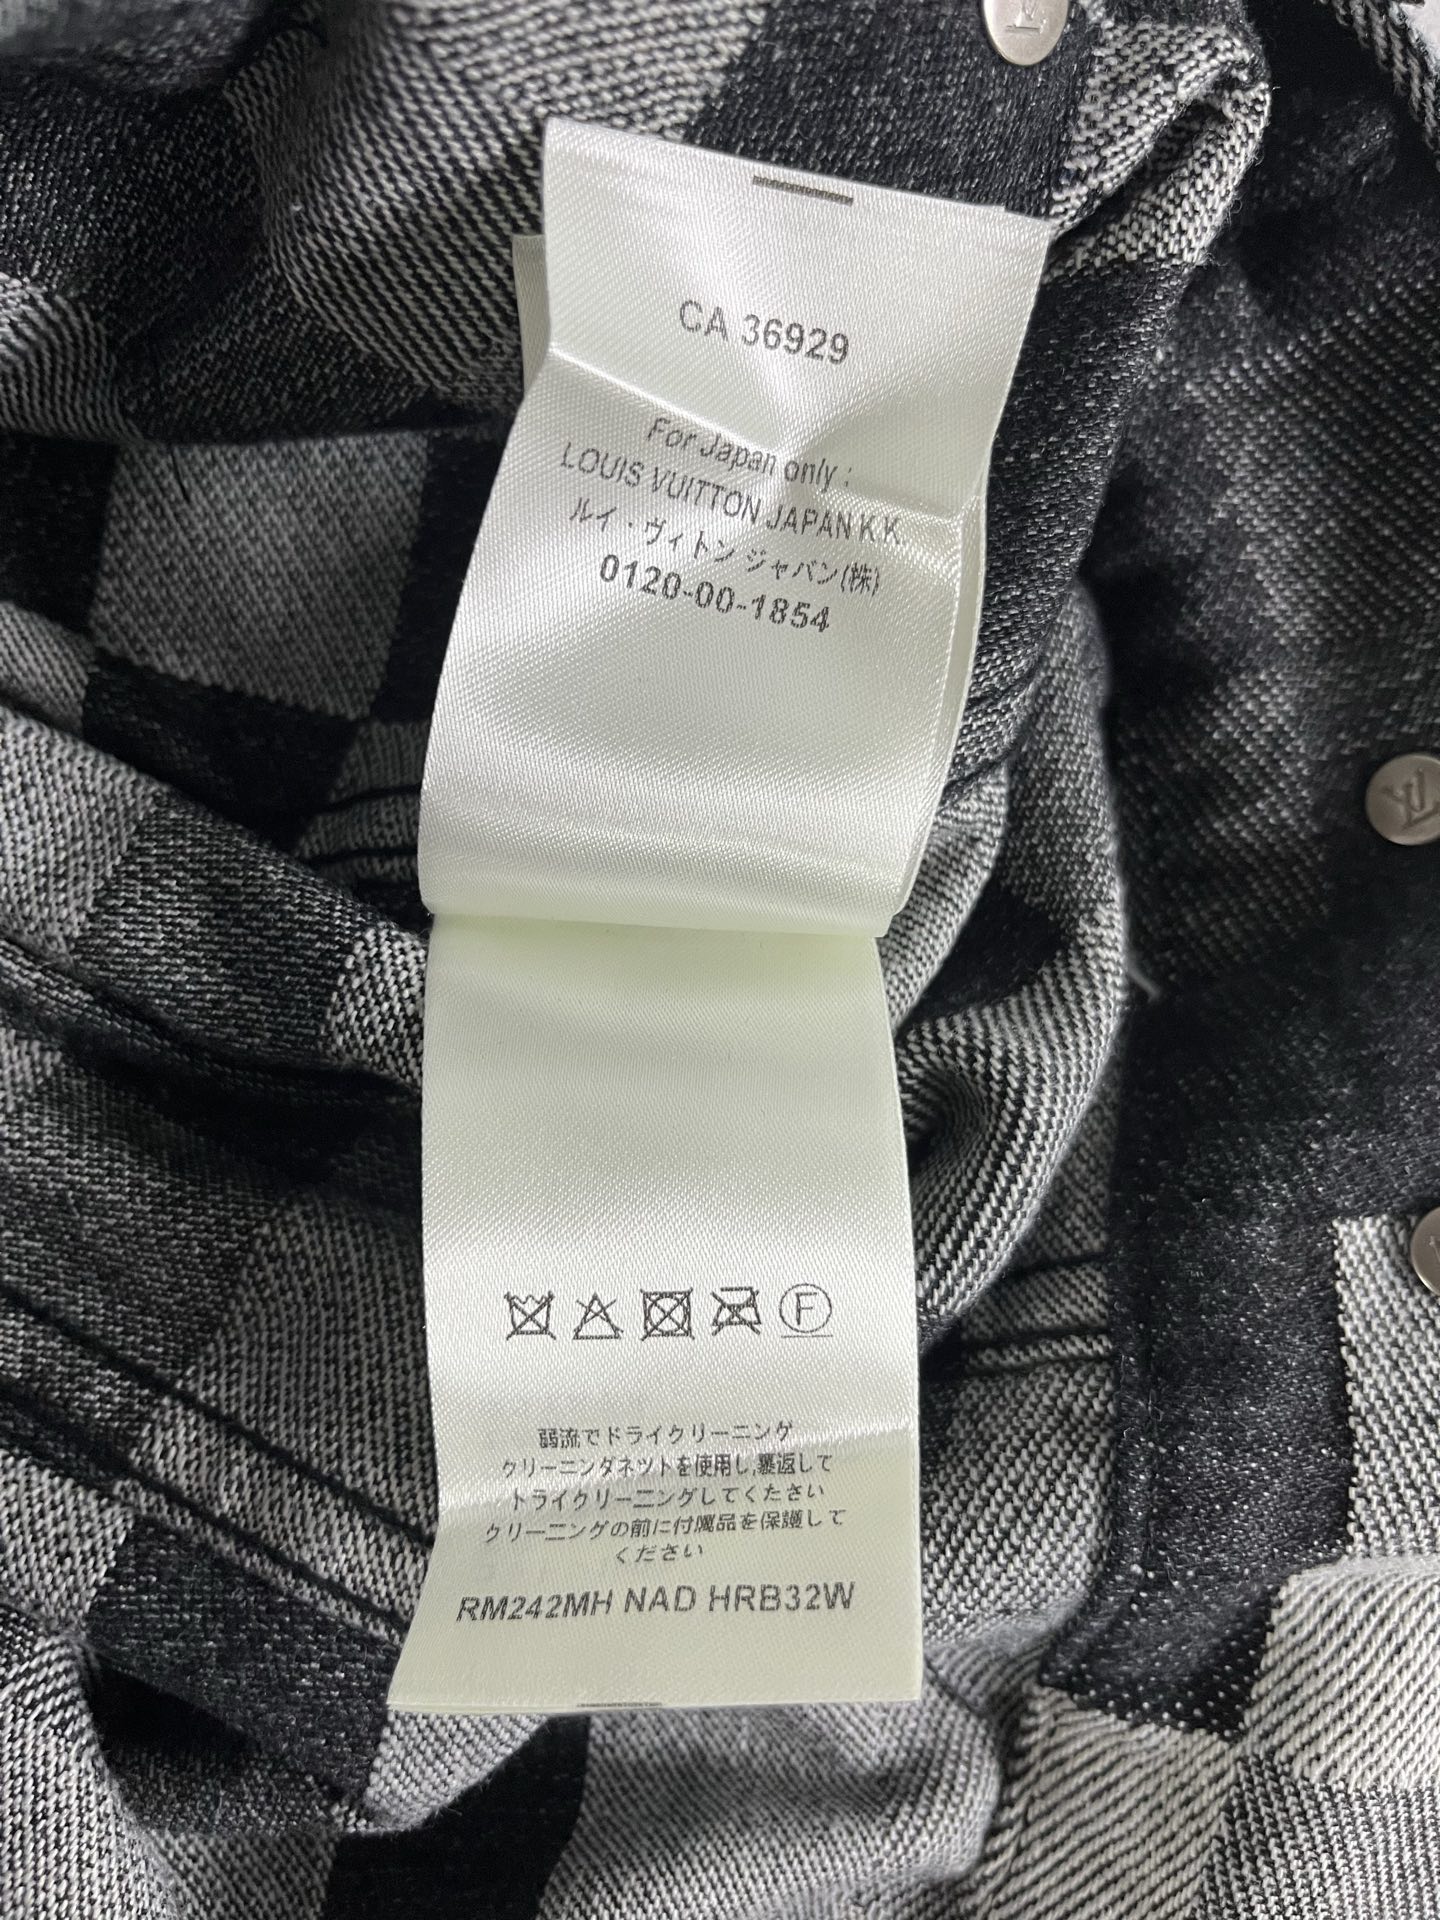 CA 36929
For Japan only :
LOUIS VUITTON JAPAN K.K.
ルイ・ヴィトン ジャパン(株)
0120-00-1854
F
弱流でドライクリーニング
クリーニングネットを使用し,裏返して
ドライクリーニングしてください
クリーニングの前に付属品を保護して
ください
RM242MH NAD HRB32W
LV
LV